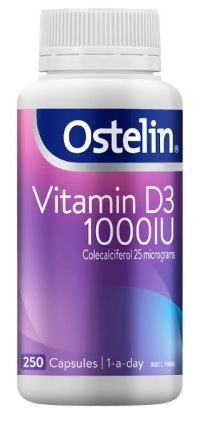 Ostelin®
Vitamin D3
1000IU
Colecalciferol 25 micrograms
250 Capsules | 1-a-day